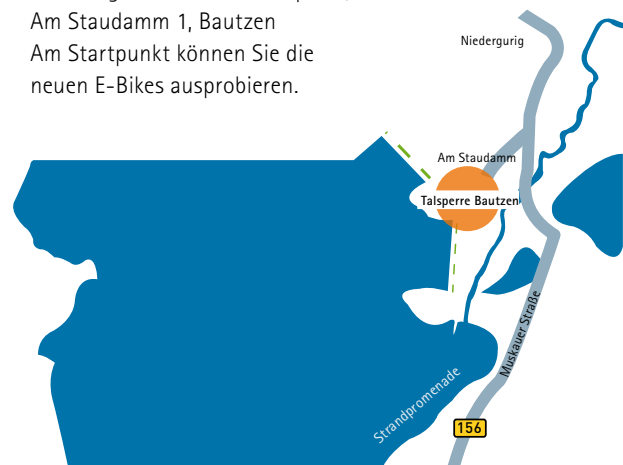 Am Staudamm 1, Bautzen
Am Startpunkt können Sie die
neuen E-Bikes ausprobieren.
Niedergurig
Am Staudamm
Talsperre Bautzen
Muskauer Straße
Strandpromenade
156